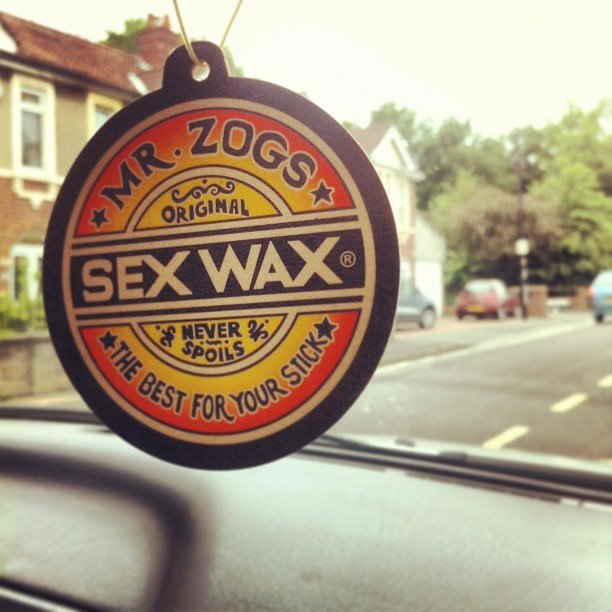 MR. ZOGS
ORIGINAL
SEX WAX®
NEVER
SPOILS
THE BEST FOR YOUR STICK